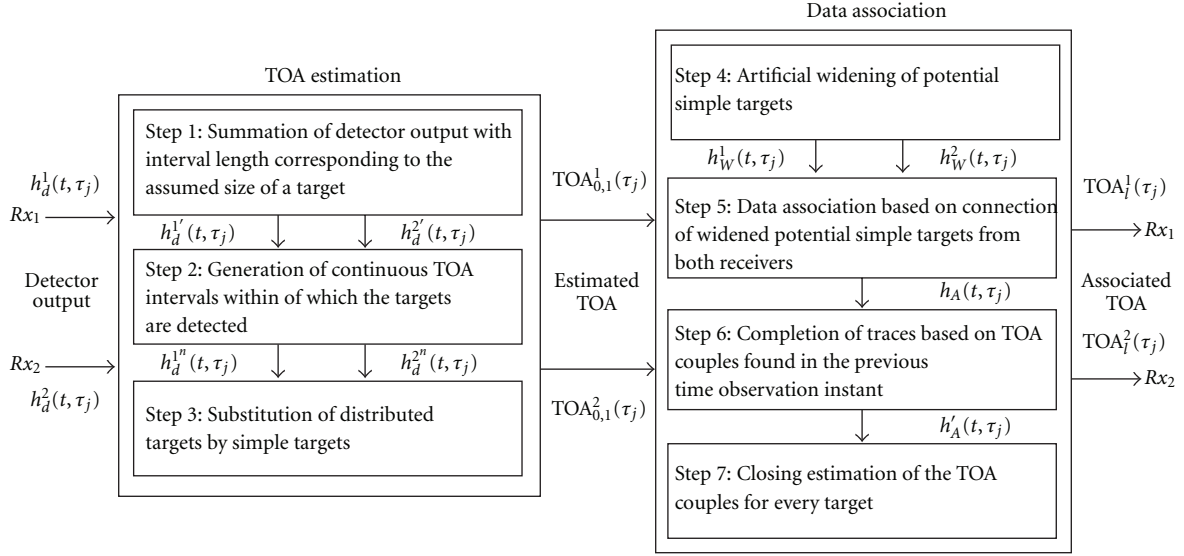 Data association
TOA estimation
Step 1: Summation of detector output with
interval length corresponding to the
assumed size of a target
h_d^{1'}(t, τ_j)
h_d^{2'}(t, τ_j)
Step 2: Generation of continuous TOA
intervals within of which the targets
are detected
h_d^{1^n}(t, τ_j)
h_d^{2^n}(t, τ_j)
Step 3: Substitution of distributed
targets by simple targets
h_d^1(t, τ_j)
Rx_1
Detector
output
Rx_2
h_d^2(t, τ_j)
TOA_{0,1}^1(τ_j)
Estimated
TOA
TOA_{0,1}^2(τ_j)
Step 4: Artificial widening of potential
simple targets
h_W^1(t, τ_j)
h_W^2(t, τ_j)
Step 5: Data association based on connection
of widened potential simple targets from
both receivers
h_A(t, τ_j)
Step 6: Completion of traces based on TOA
couples found in the previous
time observation instant
h_A'(t, τ_j)
Step 7: Closing estimation of the TOA
couples for every target
TOA_l^1(τ_j)
Rx_1
Associated
TOA
TOA_l^2(τ_j)
Rx_2